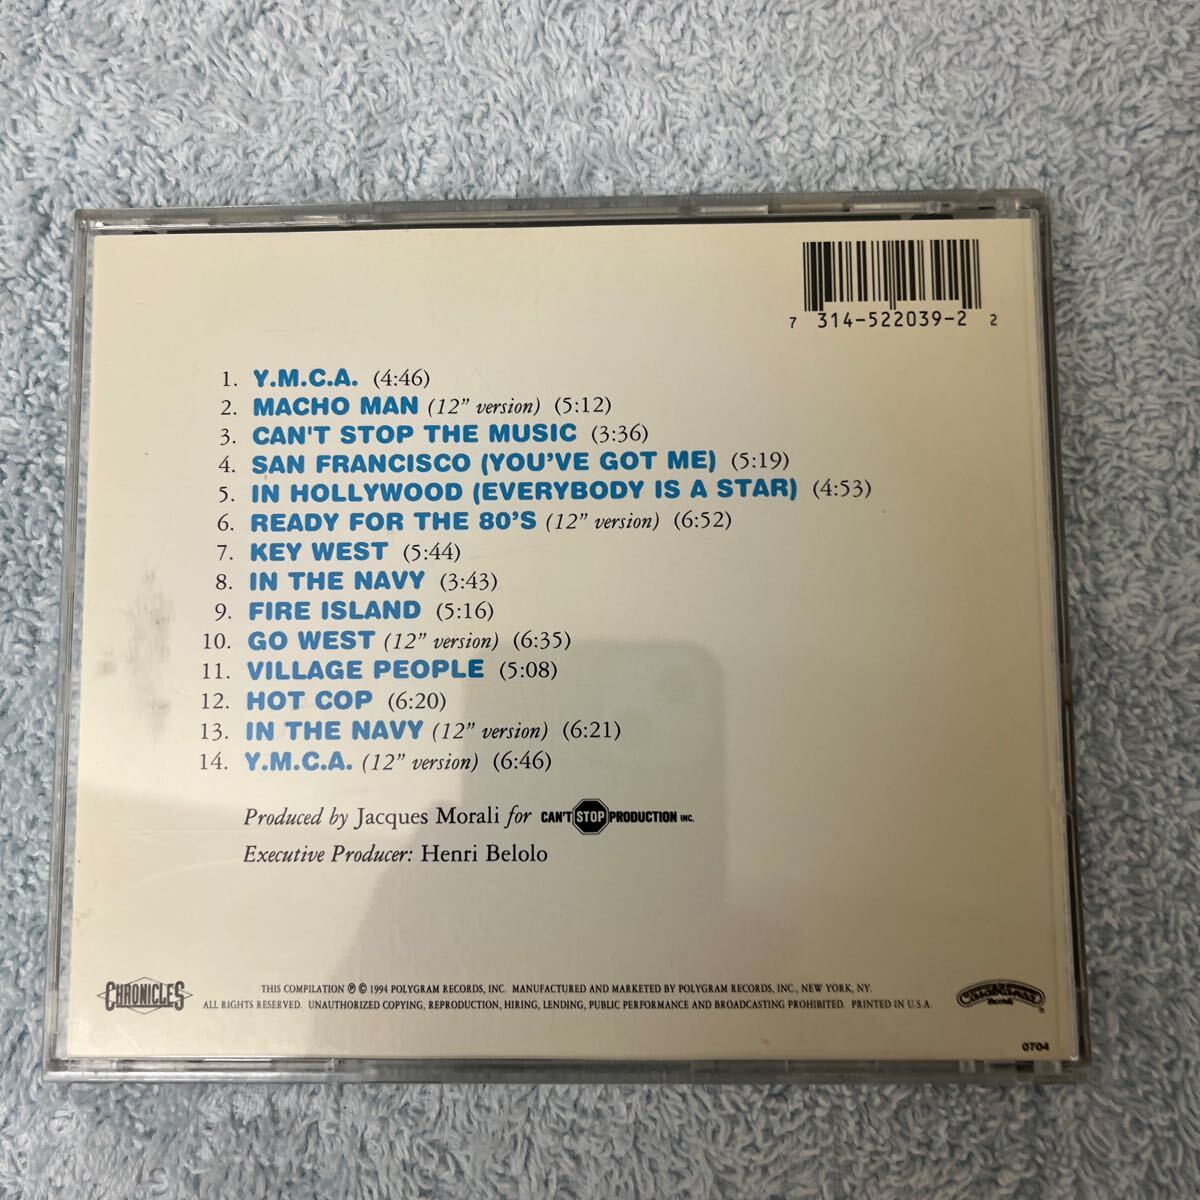 7 314-522039-2 2
1. Y.M.C.A. (4:46)
2. MACHO MAN (12" version) (5:12)
3. CAN'T STOP THE MUSIC (3:36)
4. SAN FRANCISCO (YOU'VE GOT ME) (5:19)
5. IN HOLLYWOOD (EVERYBODY IS A STAR) (4:53)
6. READY FOR THE 80'S (12" version) (6:52)
7. KEY WEST (5:44)
8. IN THE NAVY (3:43)
9. FIRE ISLAND (5:16)
10. GO WEST (12" version) (6:35)
11. VILLAGE PEOPLE (5:08)
12. HOT COP (6:20)
13. IN THE NAVY (12" version) (6:21)
14. Y.M.C.A. (12" version) (6:46)
Produced by Jacques Morali for CAN'T STOP PRODUCTION INC.
Executive Producer: Henri Belolo
CHRONICLES
THIS COMPILATION ℗ © 1994 POLYGRAM RECORDS, INC. MANUFACTURED AND MARKETED BY POLYGRAM RECORDS, INC., NEW YORK, NY.
ALL RIGHTS RESERVED. UNAUTHORIZED COPYING, REPRODUCTION, HIRING, LENDING, PUBLIC PERFORMANCE AND BROADCASTING PROHIBITED. PRINTED IN U.S.A.
Casablanca
Records
®
0704